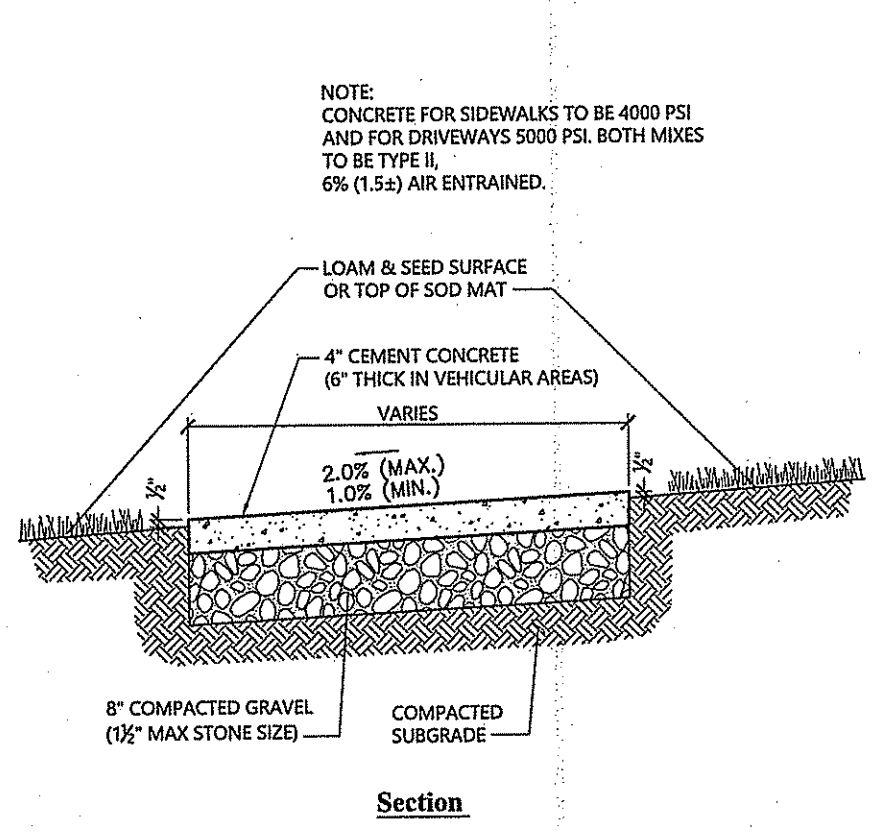 NOTE:
CONCRETE FOR SIDEWALKS TO BE 4000 PSI
AND FOR DRIVEWAYS 5000 PSI. BOTH MIXES
TO BE TYPE II,
6% (1.5±) AIR ENTRAINED.
LOAM & SEED SURFACE
OR TOP OF SOD MAT
4" CEMENT CONCRETE
(6" THICK IN VEHICULAR AREAS)
VARIES
2.0% (MAX.)
1.0% (MIN.)
½"
½"
8" COMPACTED GRAVEL
(1½" MAX STONE SIZE)
COMPACTED
SUBGRADE
Section